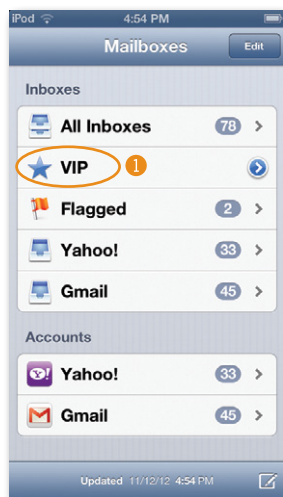 iPod 4:54 PM
Mailboxes Edit
Inboxes
All Inboxes 78
VIP 1
Flagged 2
Yahoo! 33
Gmail 45
Accounts
Y! Yahoo! 33
M Gmail 45
Updated 11/12/12 4:54 PM